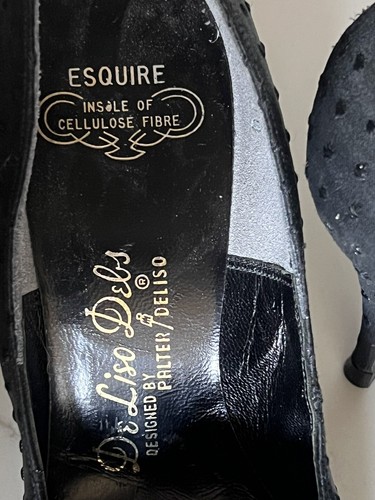 ESQUIRE
INSOLE OF
CELLULOSE FIBRE
De Liso Debs ®
DESIGNED BY
PALTER/DELISO